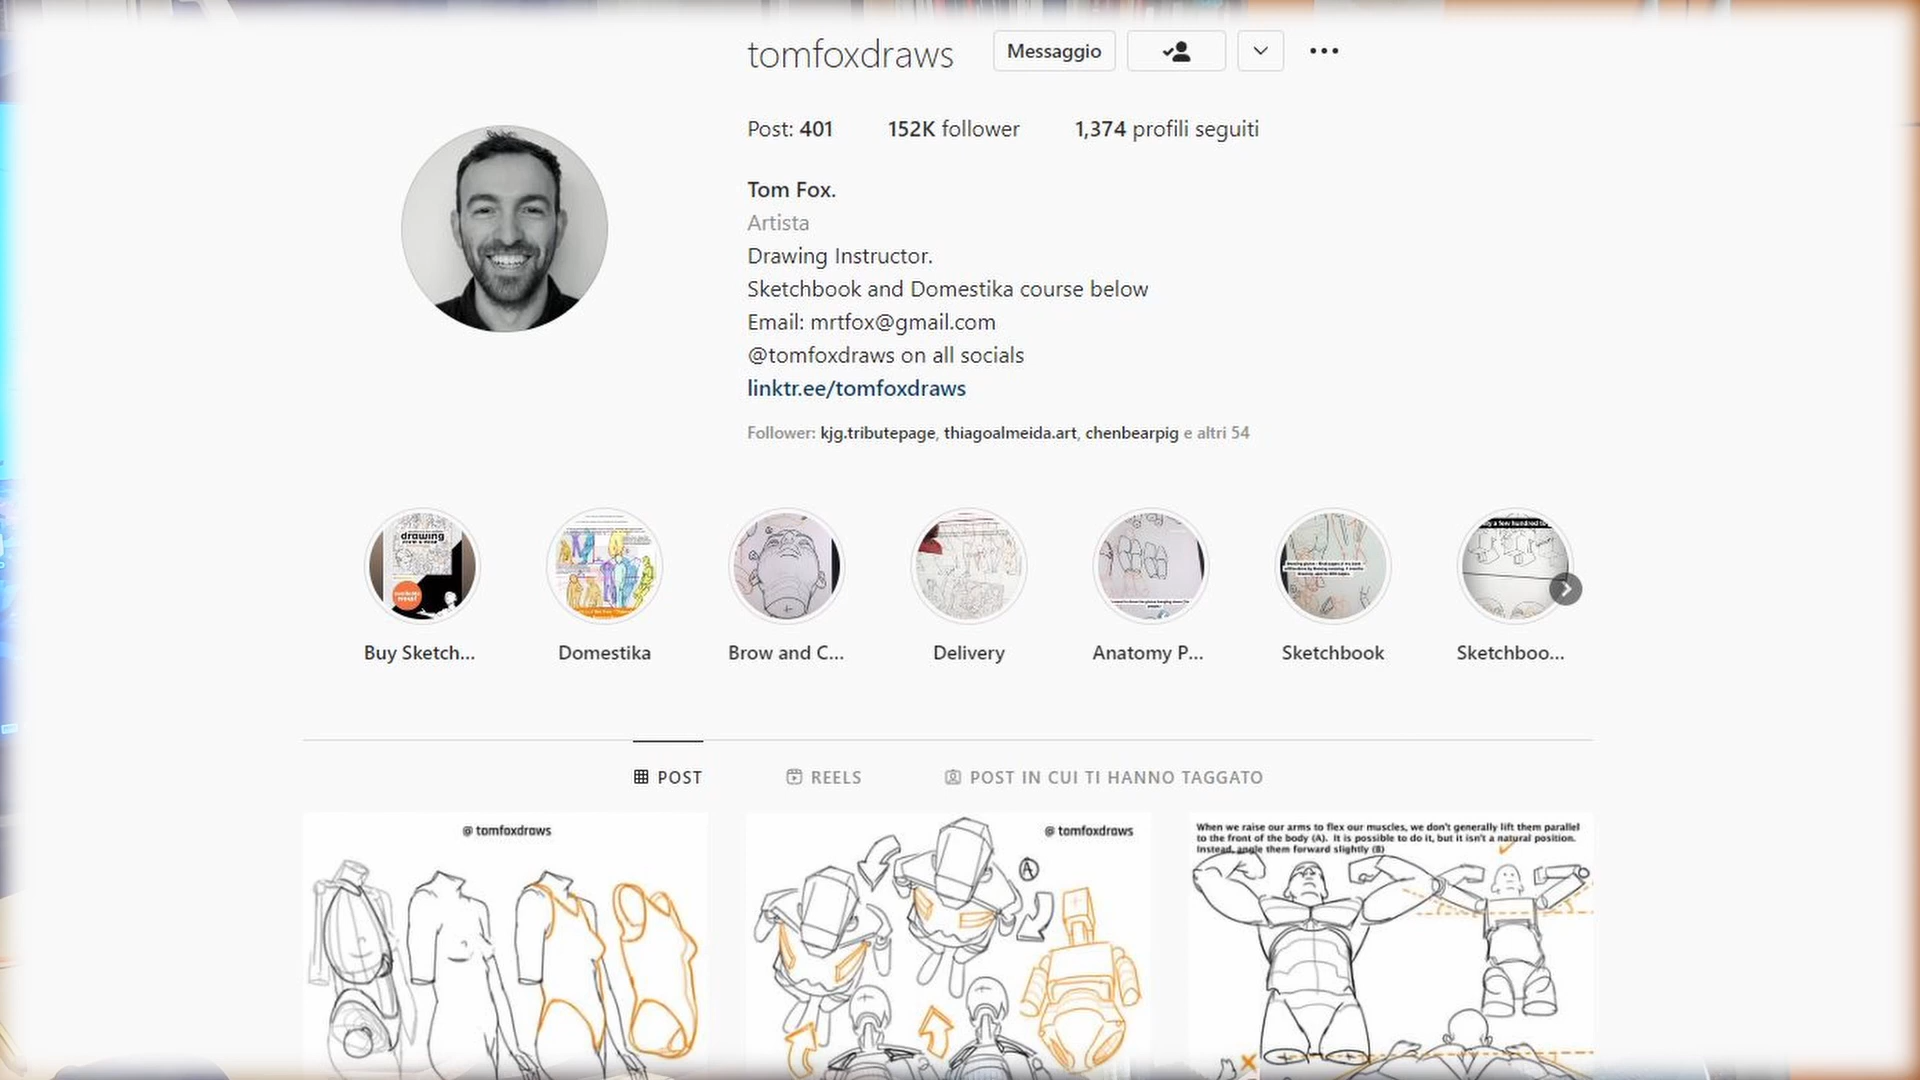 tomfoxdraws
Messaggio
Post: 401 152K follower 1,374 profili seguiti
Tom Fox.
Artista
Drawing Instructor.
Sketchbook and Domestika course below
Email: mrtfox@gmail.com
@tomfoxdraws on all socials
linktr.ee/tomfoxdraws
Follower: kjg.tributepage, thiagoalmeida.art, chenbearpig e altri 54
drawing
Buy Sketch...
Domestika
Brow and C...
Delivery
Anatomy P...
Sketchbook
Sketchboo...
POST
REELS
POST IN CUI TI HANNO TAGGATO
@ tomfoxdraws
@ tomfoxdraws
A
When we raise our arms to flex our muscles, we don't generally lift them parallel
to the front of the body (A). It is possible to do it, but it isn't a natural position.
Instead, angle them forward slightly (B)